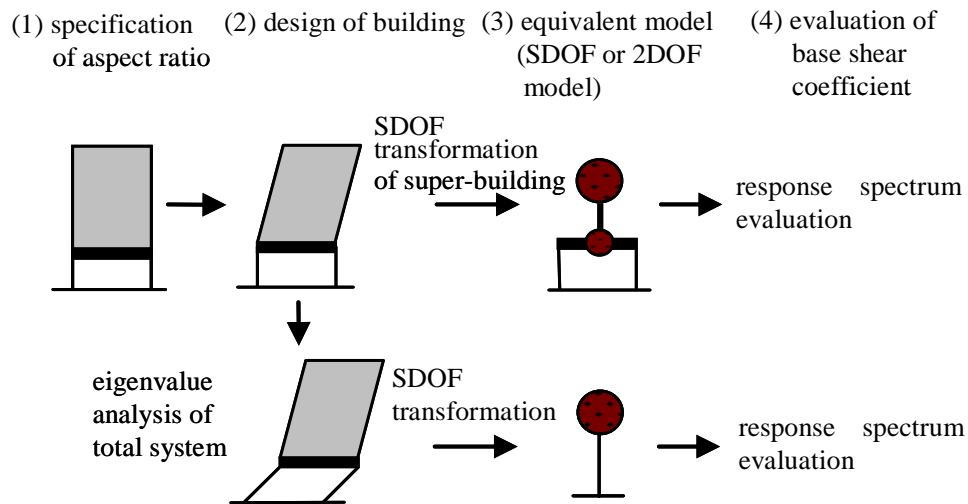 (1) specification
of aspect ratio
(2) design of building
(3) equivalent model
(SDOF or 2DOF
model)
(4) evaluation of
base shear
coefficient
SDOF
transformation
of super-building
response spectrum
evaluation
eigenvalue
analysis of
total system
SDOF
transformation
response spectrum
evaluation